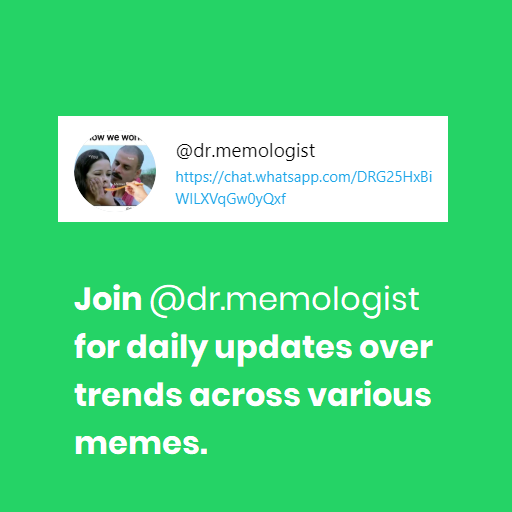 @dr.memologist
https://chat.whatsapp.com/DRG25HxBi
WILXVqGw0yQxf
Join @dr.memologist
for daily updates over
trends across various
memes.